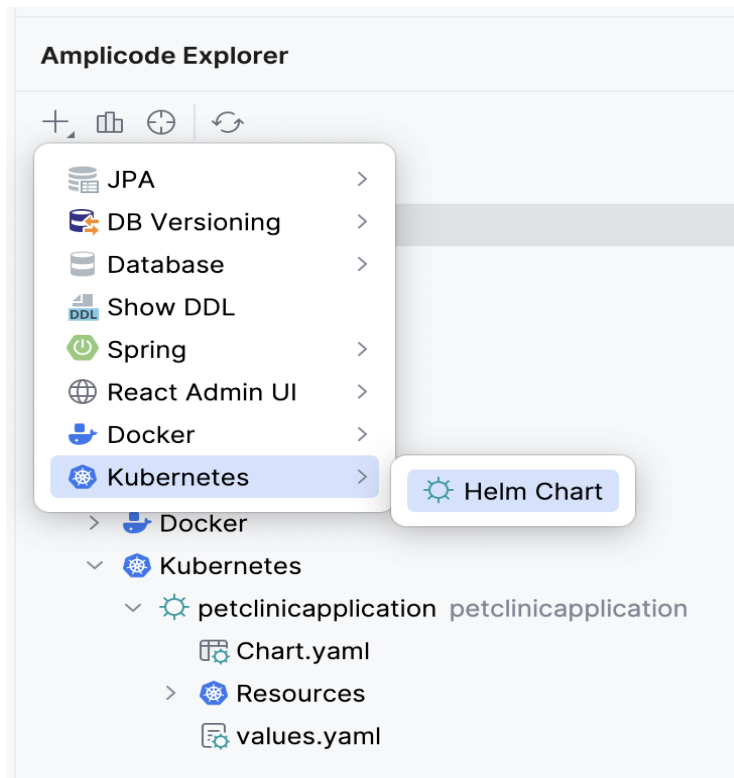 Amplicode Explorer
JPA
DB Versioning
Database
DDL Show DDL
Spring
React Admin UI
Docker
Kubernetes
Helm Chart
Docker
Kubernetes
petclinicapplication petclinicapplication
Chart.yaml
Resources
values.yaml